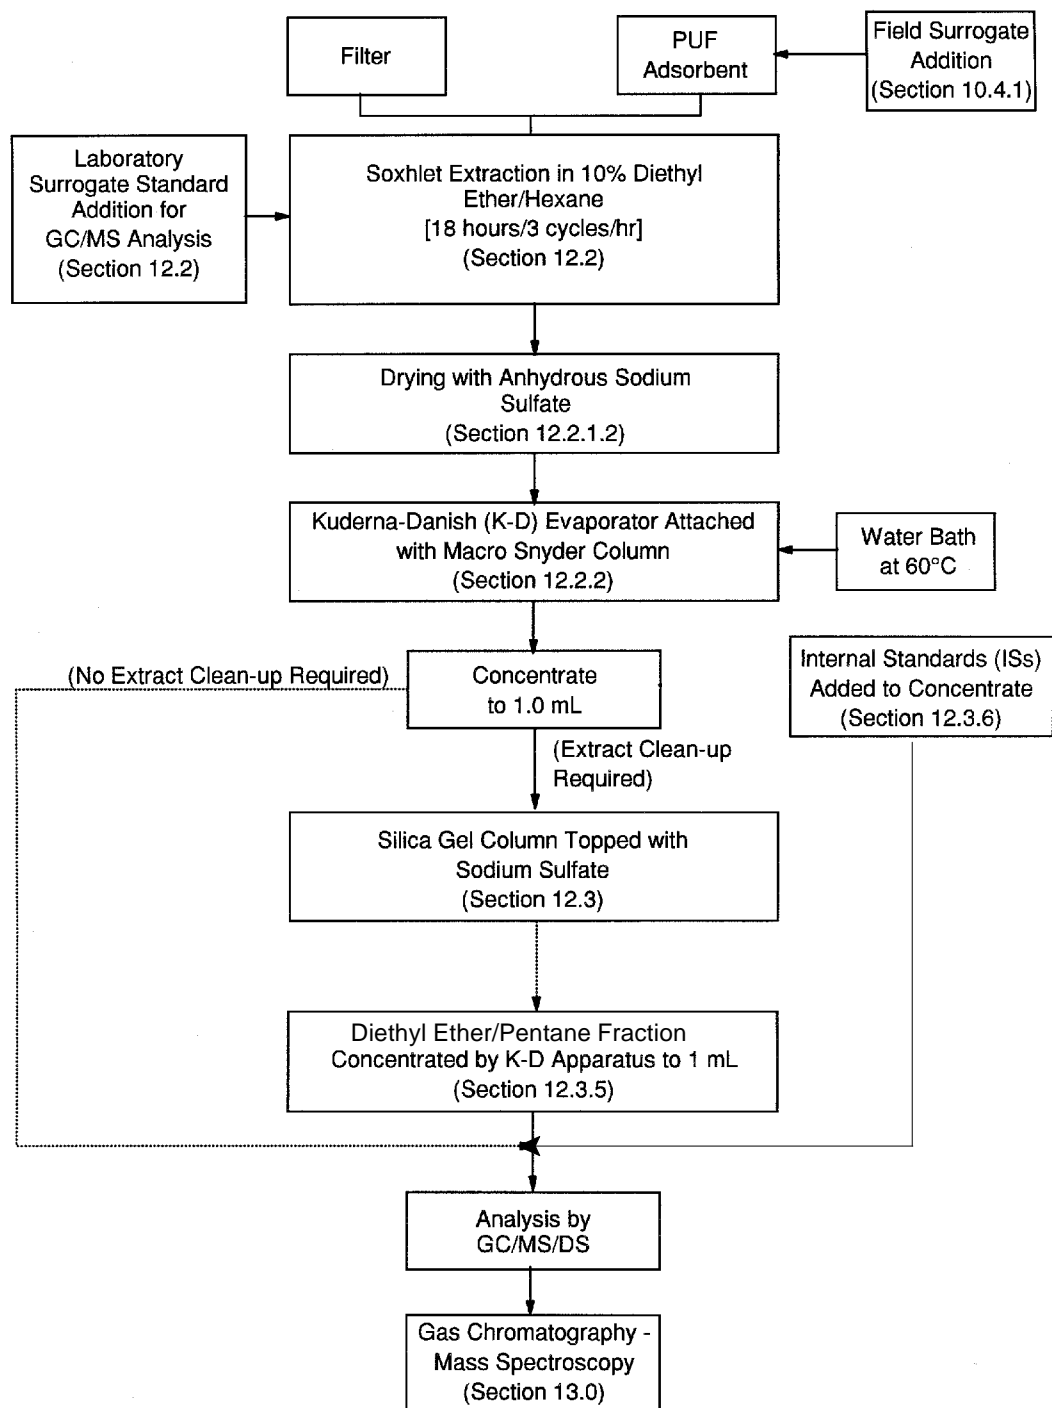 Filter
PUF
Adsorbent
Field Surrogate
Addition
(Section 10.4.1)
Laboratory
Surrogate Standard
Addition for
GC/MS Analysis
(Section 12.2)
Soxhlet Extraction in 10% Diethyl
Ether/Hexane
[18 hours/3 cycles/hr]
(Section 12.2)
Drying with Anhydrous Sodium
Sulfate
(Section 12.2.1.2)
Kuderna-Danish (K-D) Evaporator Attached
with Macro Snyder Column
(Section 12.2.2)
Water Bath
at 60°C
(No Extract Clean-up Required)
Concentrate
to 1.0 mL
Internal Standards (ISs)
Added to Concentrate
(Section 12.3.6)
(Extract Clean-up
Required)
Silica Gel Column Topped with
Sodium Sulfate
(Section 12.3)
Diethyl Ether/Pentane Fraction
Concentrated by K-D Apparatus to 1 mL
(Section 12.3.5)
Analysis by
GC/MS/DS
Gas Chromatography -
Mass Spectroscopy
(Section 13.0)